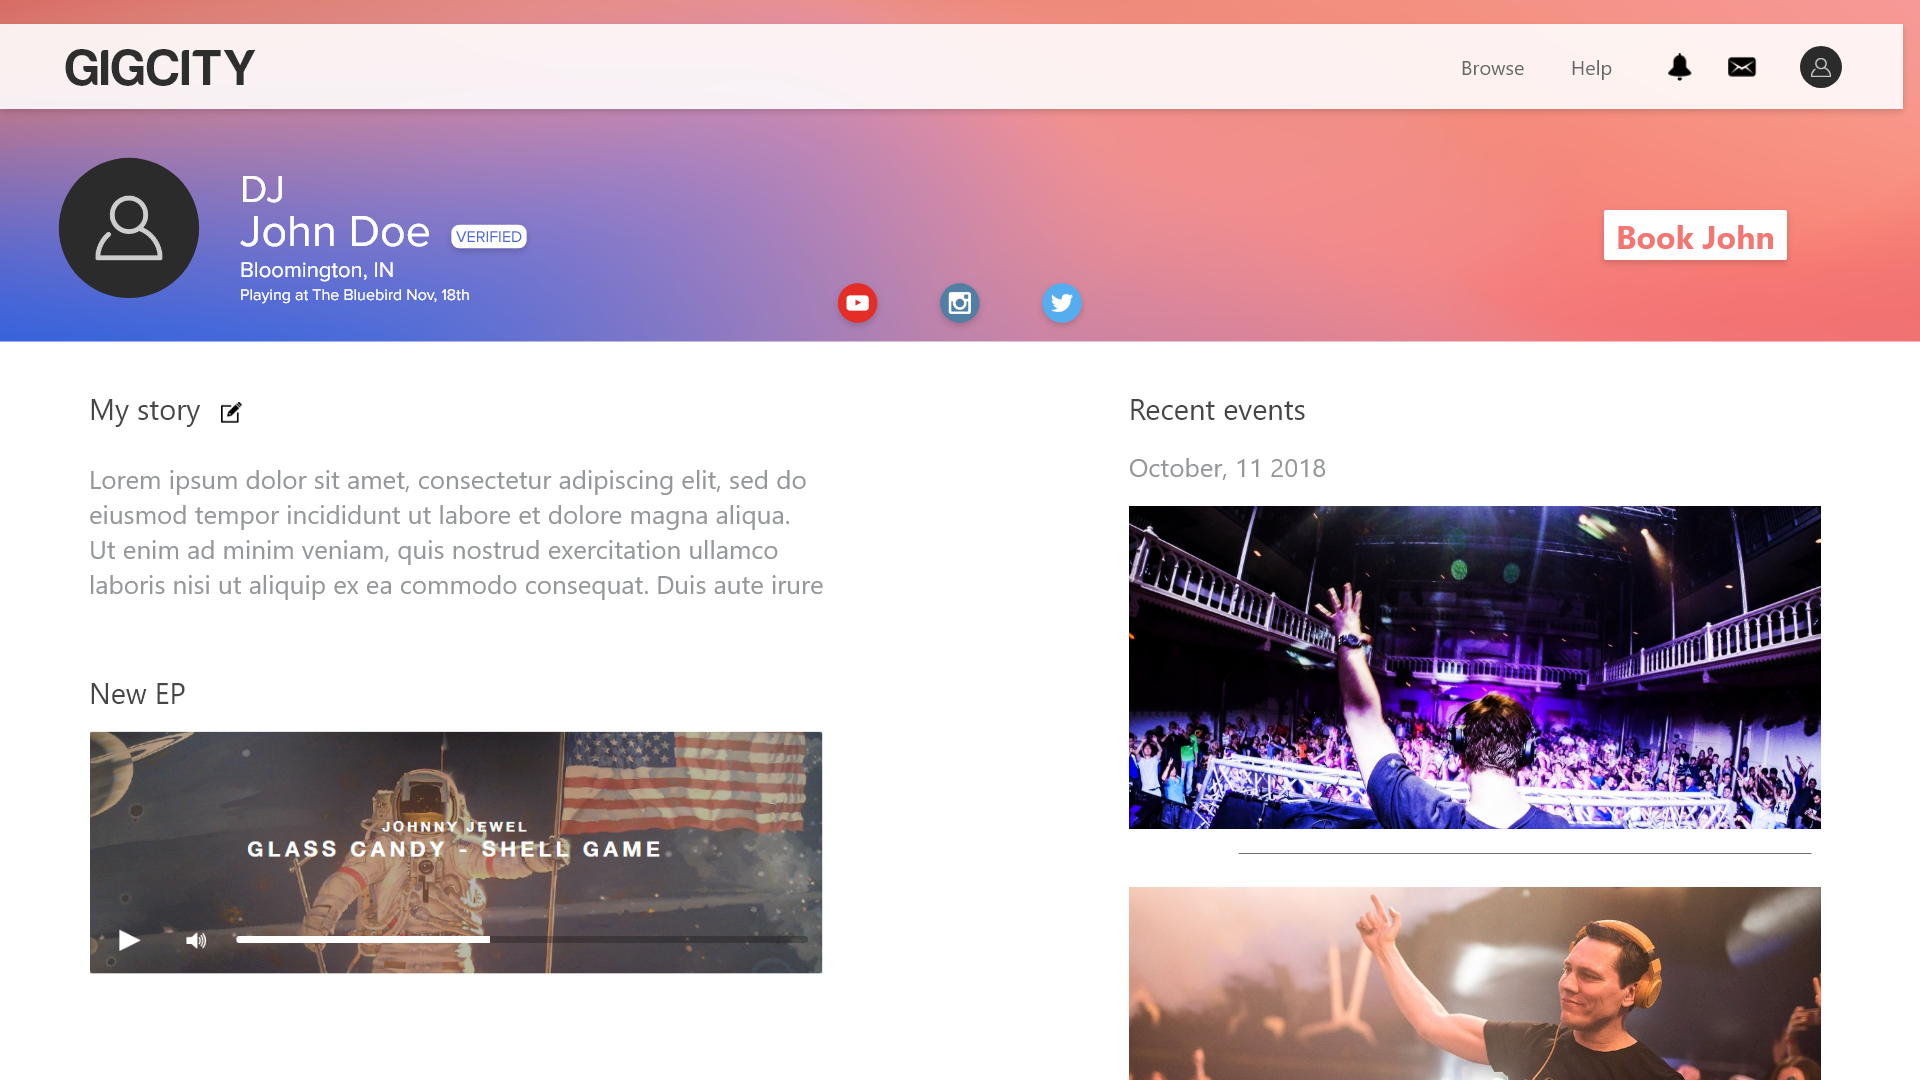 GIGCITY
Browse
Help
DJ
John Doe
VERIFIED
Bloomington, IN
Playing at The Bluebird Nov, 18th
Book John
My story
Lorem ipsum dolor sit amet, consectetur adipiscing elit, sed do
eiusmod tempor incididunt ut labore et dolore magna aliqua.
Ut enim ad minim veniam, quis nostrud exercitation ullamco
laboris nisi ut aliquip ex ea commodo consequat. Duis aute irure
New EP
JOHNNY JEWEL
GLASS CANDY - SHELL GAME
Recent events
October, 11 2018